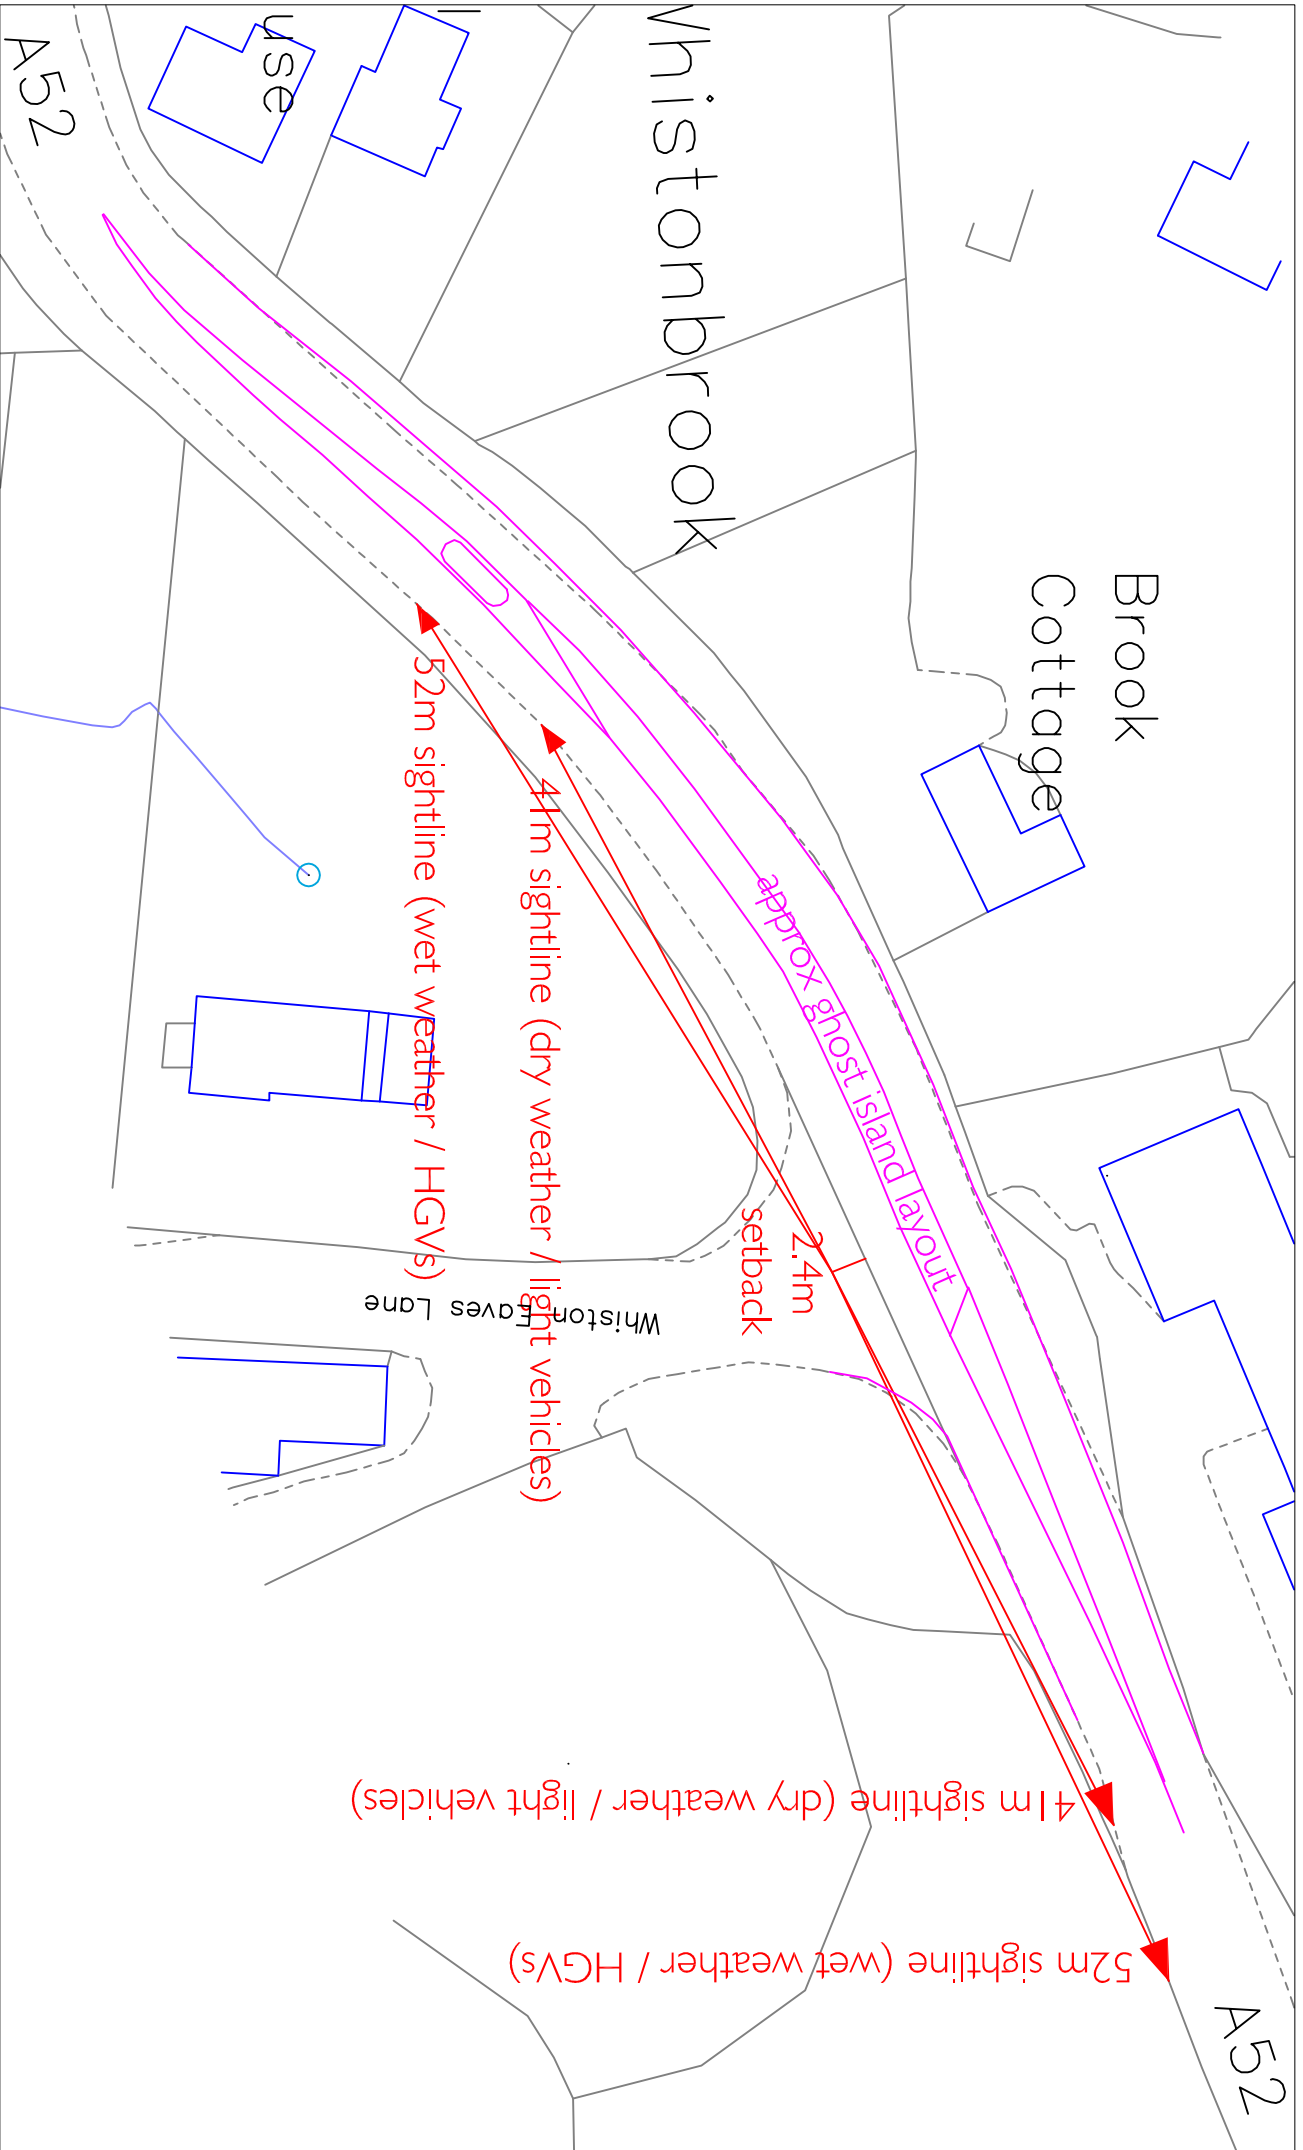 A52
use
Whistonbrook
Brook
Cottage
approx ghost island layout
52m sightline (wet weather / HGVs)
41m sightline (dry weather / light vehicles)
2.4m
setback
Whiston Eaves Lane
41m sightline (dry weather / light vehicles)
52m sightline (wet weather / HGVs)
A52